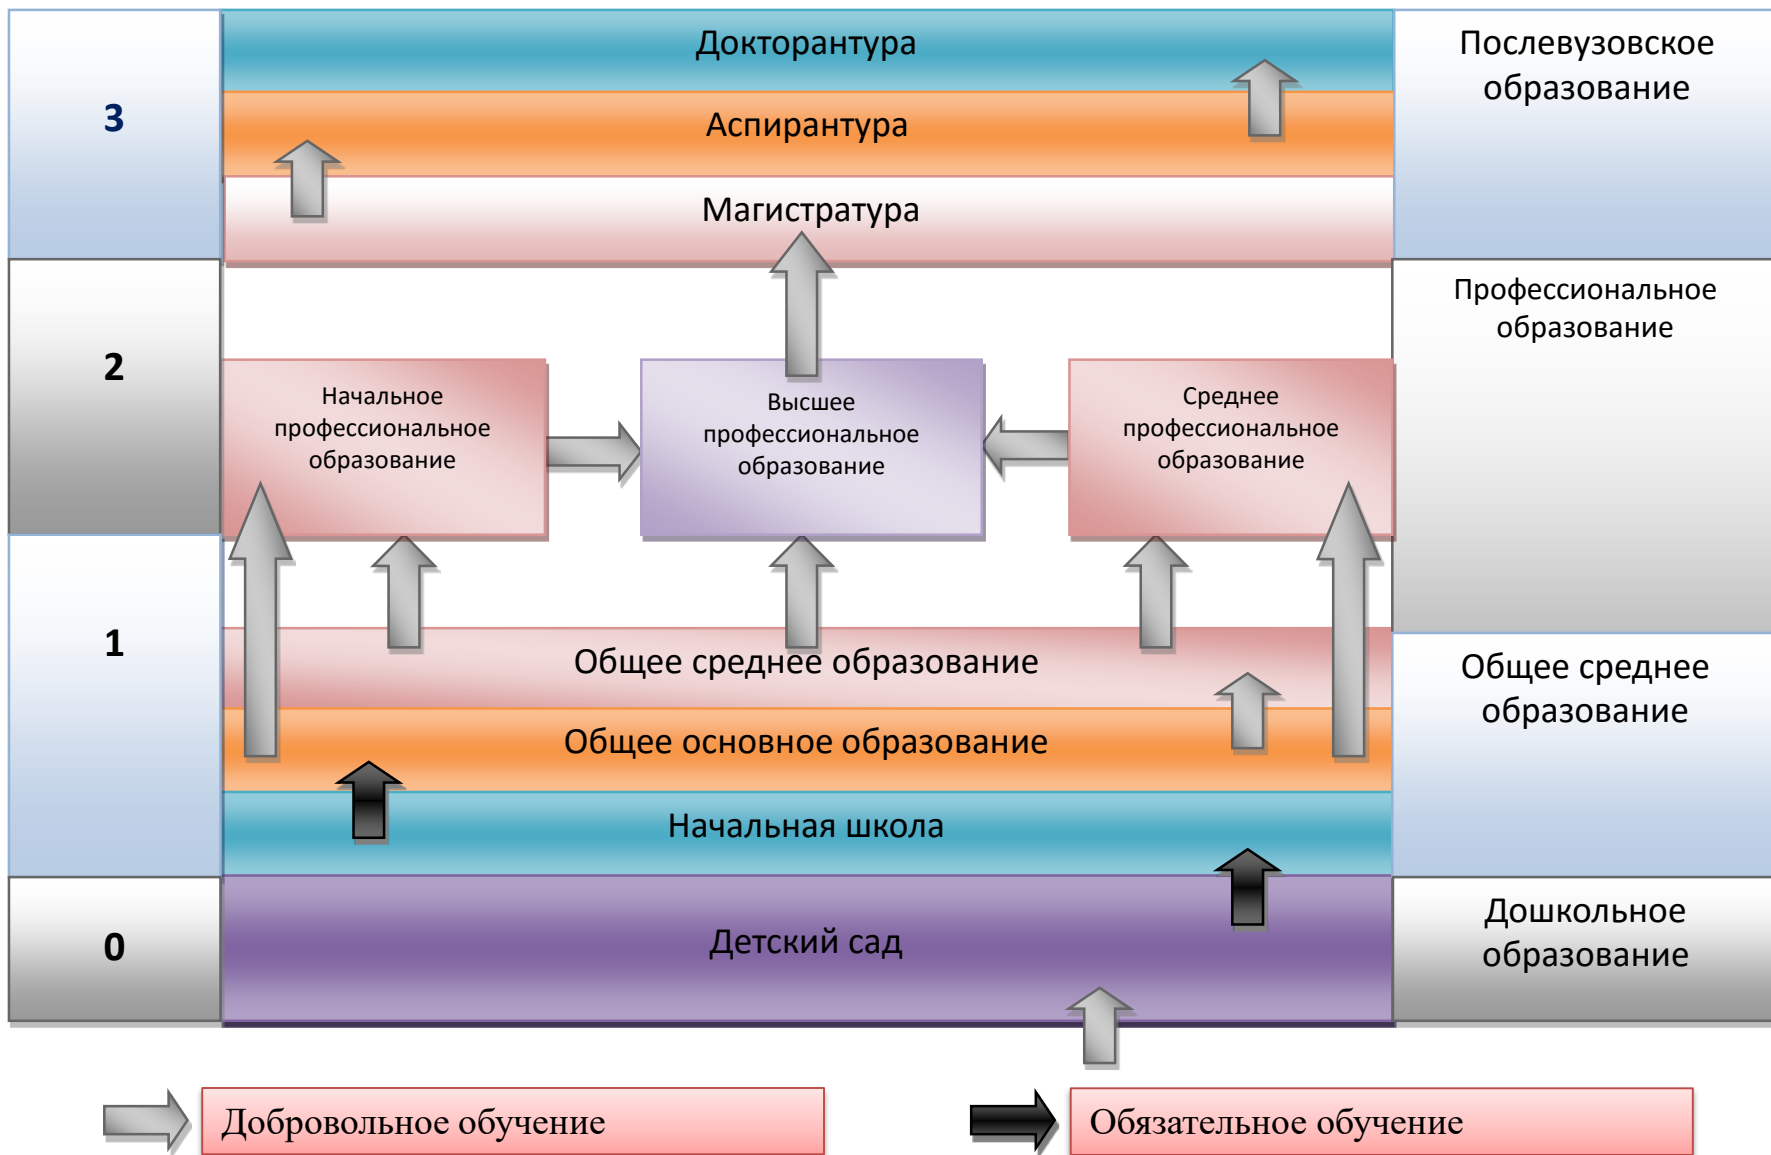 3
Докторантура
Аспирантура
Магистратура
Послевузовское
образование
2
Начальное
профессиональное
образование
Высшее
профессиональное
образование
Среднее
профессиональное
образование
Профессиональное
образование
1
Общее среднее образование
Общее основное образование
Начальная школа
Общее среднее
образование
0
Детский сад
Дошкольное
образование
Добровольное обучение
Обязательное обучение